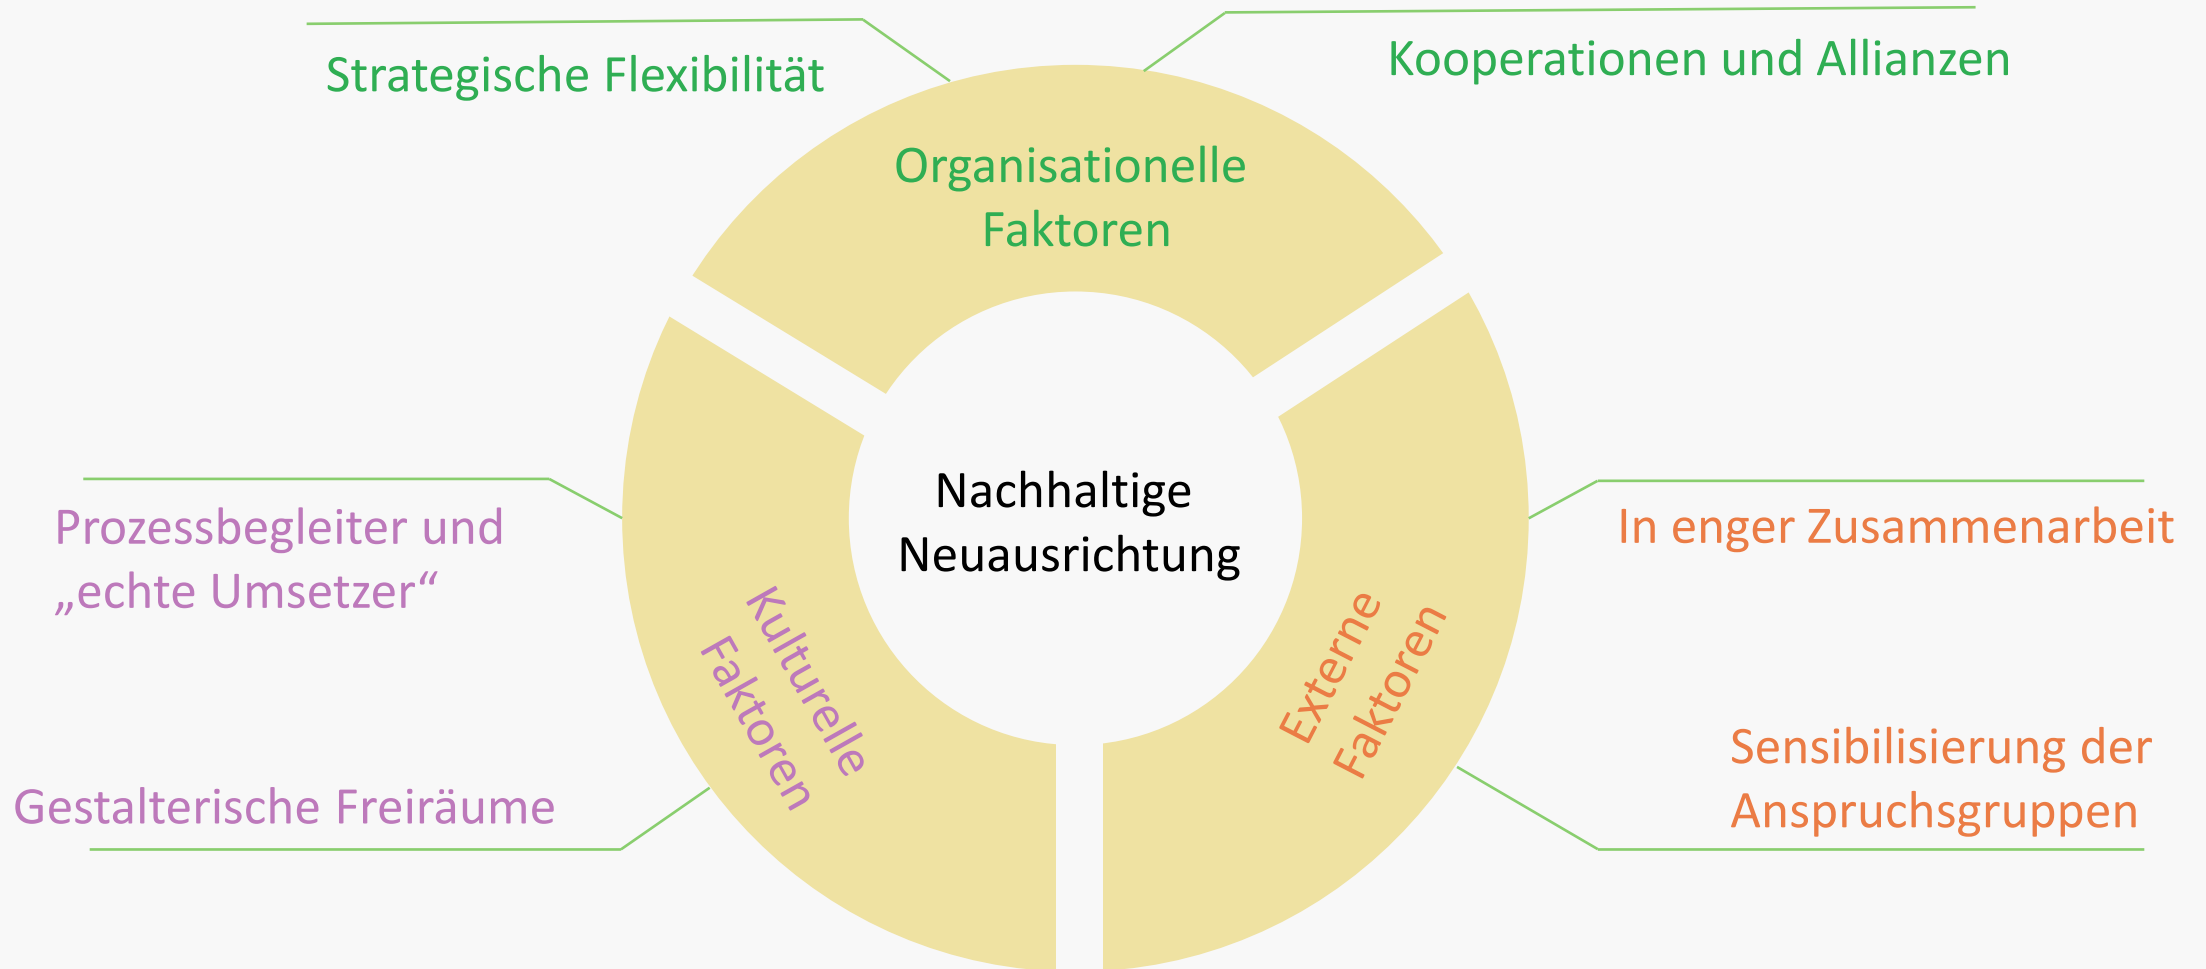 Strategische Flexibilität
Kooperationen und Allianzen
Organisationelle
Faktoren
Nachhaltige
Neuausrichtung
Prozessbegleiter und
„echte Umsetzer“
In enger Zusammenarbeit
Kulturelle
Faktoren
Externe
Faktoren
Gestalterische Freiräume
Sensibilisierung der
Anspruchsgruppen